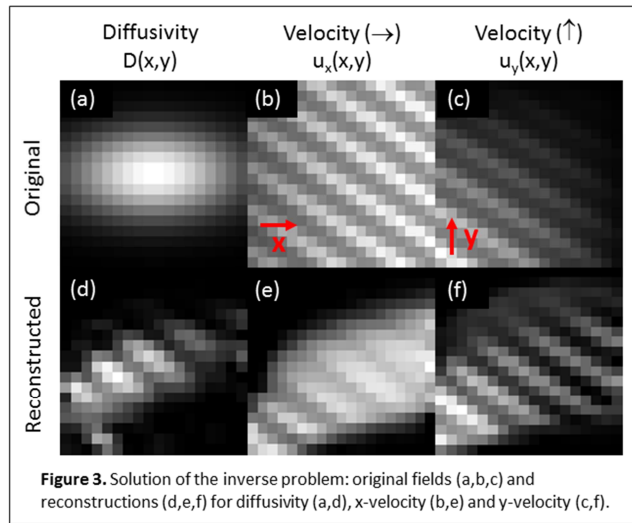 Diffusivity Velocity (→) Velocity (↑)
D(x,y) uₓ(x,y) u_y(x,y)
Original
(a) (b) (c)
x y
Reconstructed
(d) (e) (f)
Figure 3. Solution of the inverse problem: original fields (a,b,c) and
reconstructions (d,e,f) for diffusivity (a,d), x-velocity (b,e) and y-velocity (c,f).